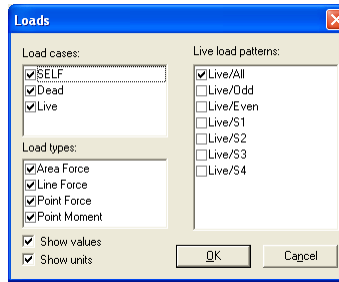 Loads
Load cases:
SELF
Dead
Live
Load types:
Area Force
Line Force
Point Force
Point Moment
Show values
Show units
Live load patterns:
Live/All
Live/Odd
Live/Even
Live/S1
Live/S2
Live/S3
Live/S4
OK
Cancel